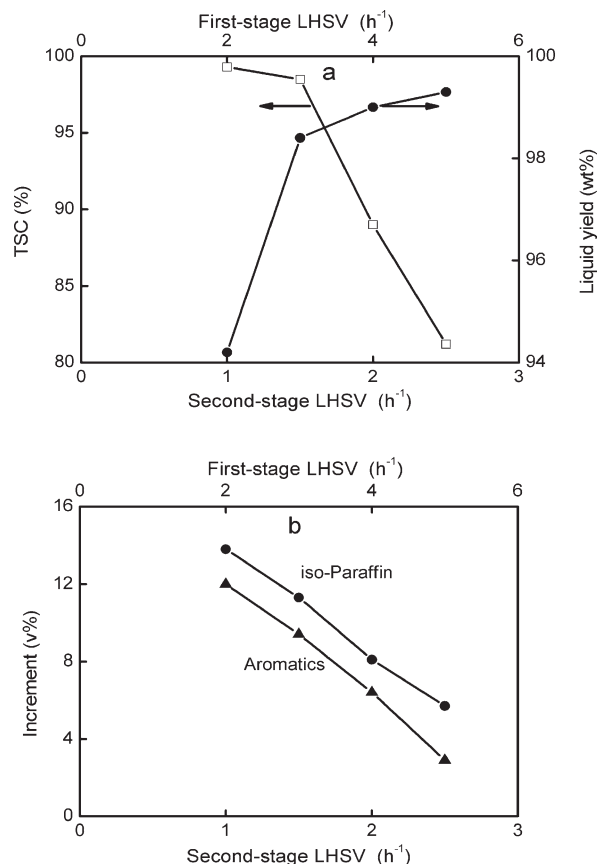 First-stage LHSV (h⁻¹)
0 2 4 6
a
100 95 90 85 80
TSC (%)
100 98 96 94
Liquid yield (wt%)
0 1 2 3
Second-stage LHSV (h⁻¹)
First-stage LHSV (h⁻¹)
0 2 4 6
b
16 12 8 4 0
Increment (v%)
iso-Paraffin
Aromatics
0 1 2 3
Second-stage LHSV (h⁻¹)